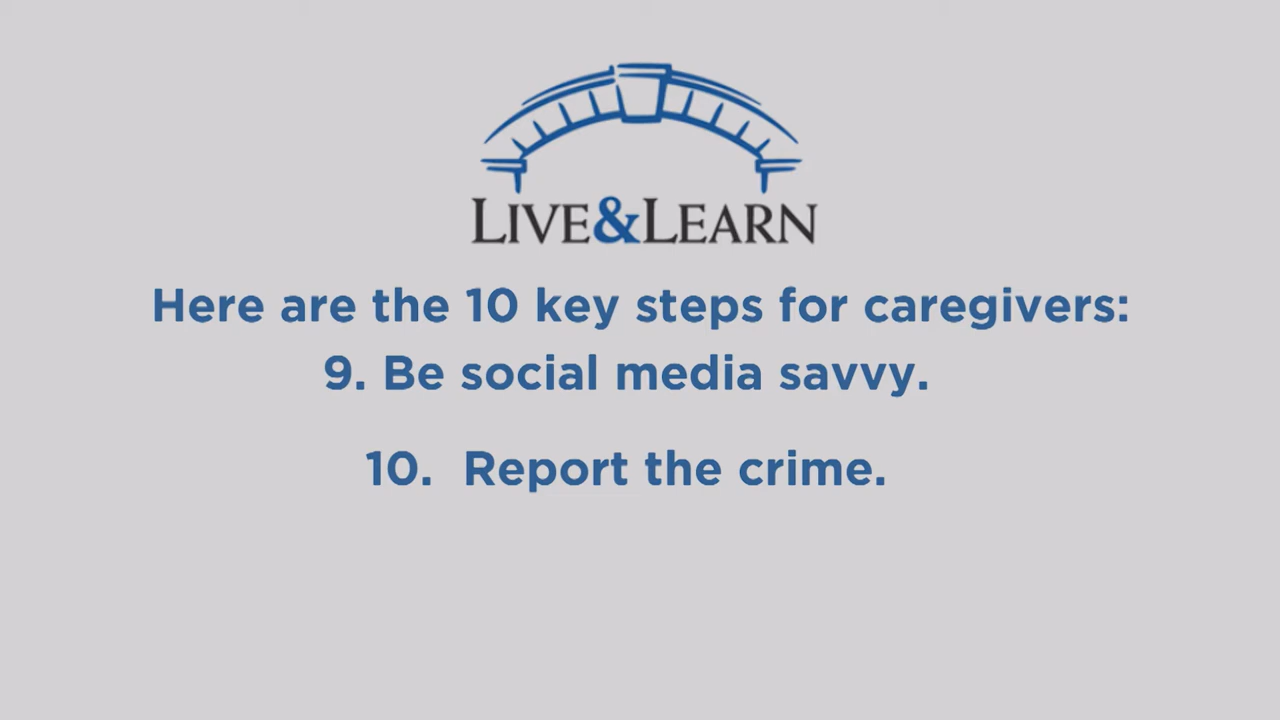 LIVE&LEARN
Here are the 10 key steps for caregivers:
9. Be social media savvy.
10. Report the crime.